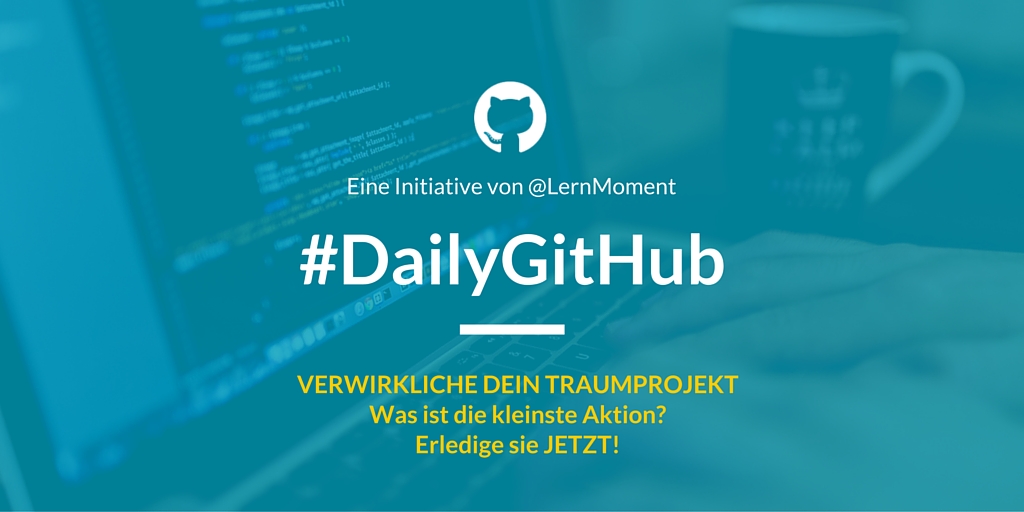 Eine Initiative von @LernMoment
#DailyGitHub
VERWIRKLICHE DEIN TRAUMPROJEKT
Was ist die kleinste Aktion?
Erledige sie JETZT!